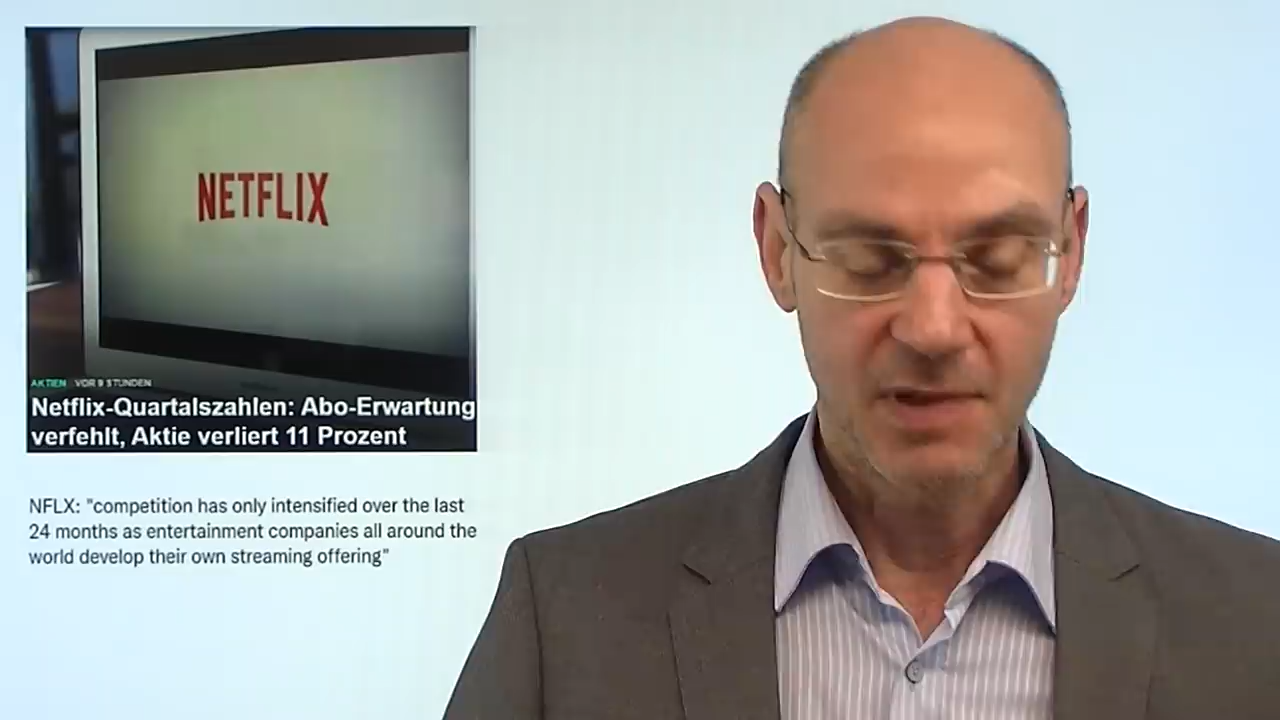 NETFLIX
AKTIEN VOR 9 STUNDEN
Netflix-Quartalszahlen: Abo-Erwartung
verfehlt, Aktie verliert 11 Prozent
NFLX: "competition has only intensified over the last
24 months as entertainment companies all around the
world develop their own streaming offering"